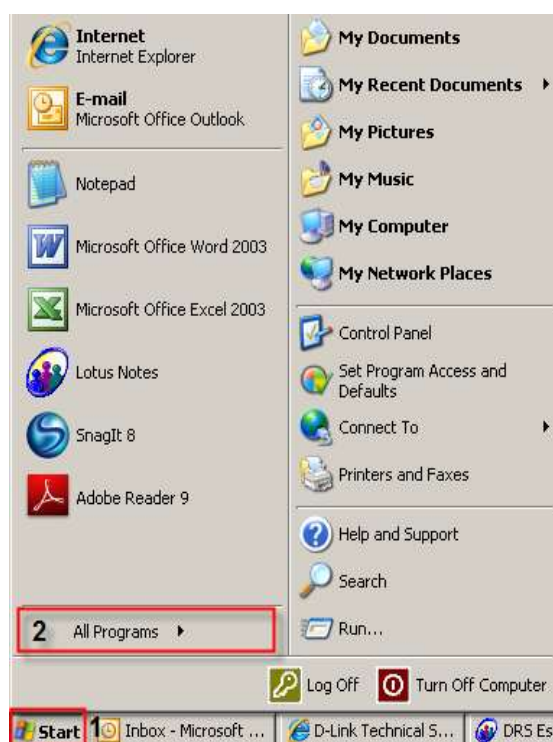 Internet
Internet Explorer
E-mail
Microsoft Office Outlook
Notepad
Microsoft Office Word 2003
Microsoft Office Excel 2003
Lotus Notes
SnagIt 8
Adobe Reader 9
2 All Programs
My Documents
My Recent Documents
My Pictures
My Music
My Computer
My Network Places
Control Panel
Set Program Access and
Defaults
Connect To
Printers and Faxes
Help and Support
Search
Run...
Log Off Turn Off Computer
Start 1 Inbox - Microsoft ... D-Link Technical S... DRS Es